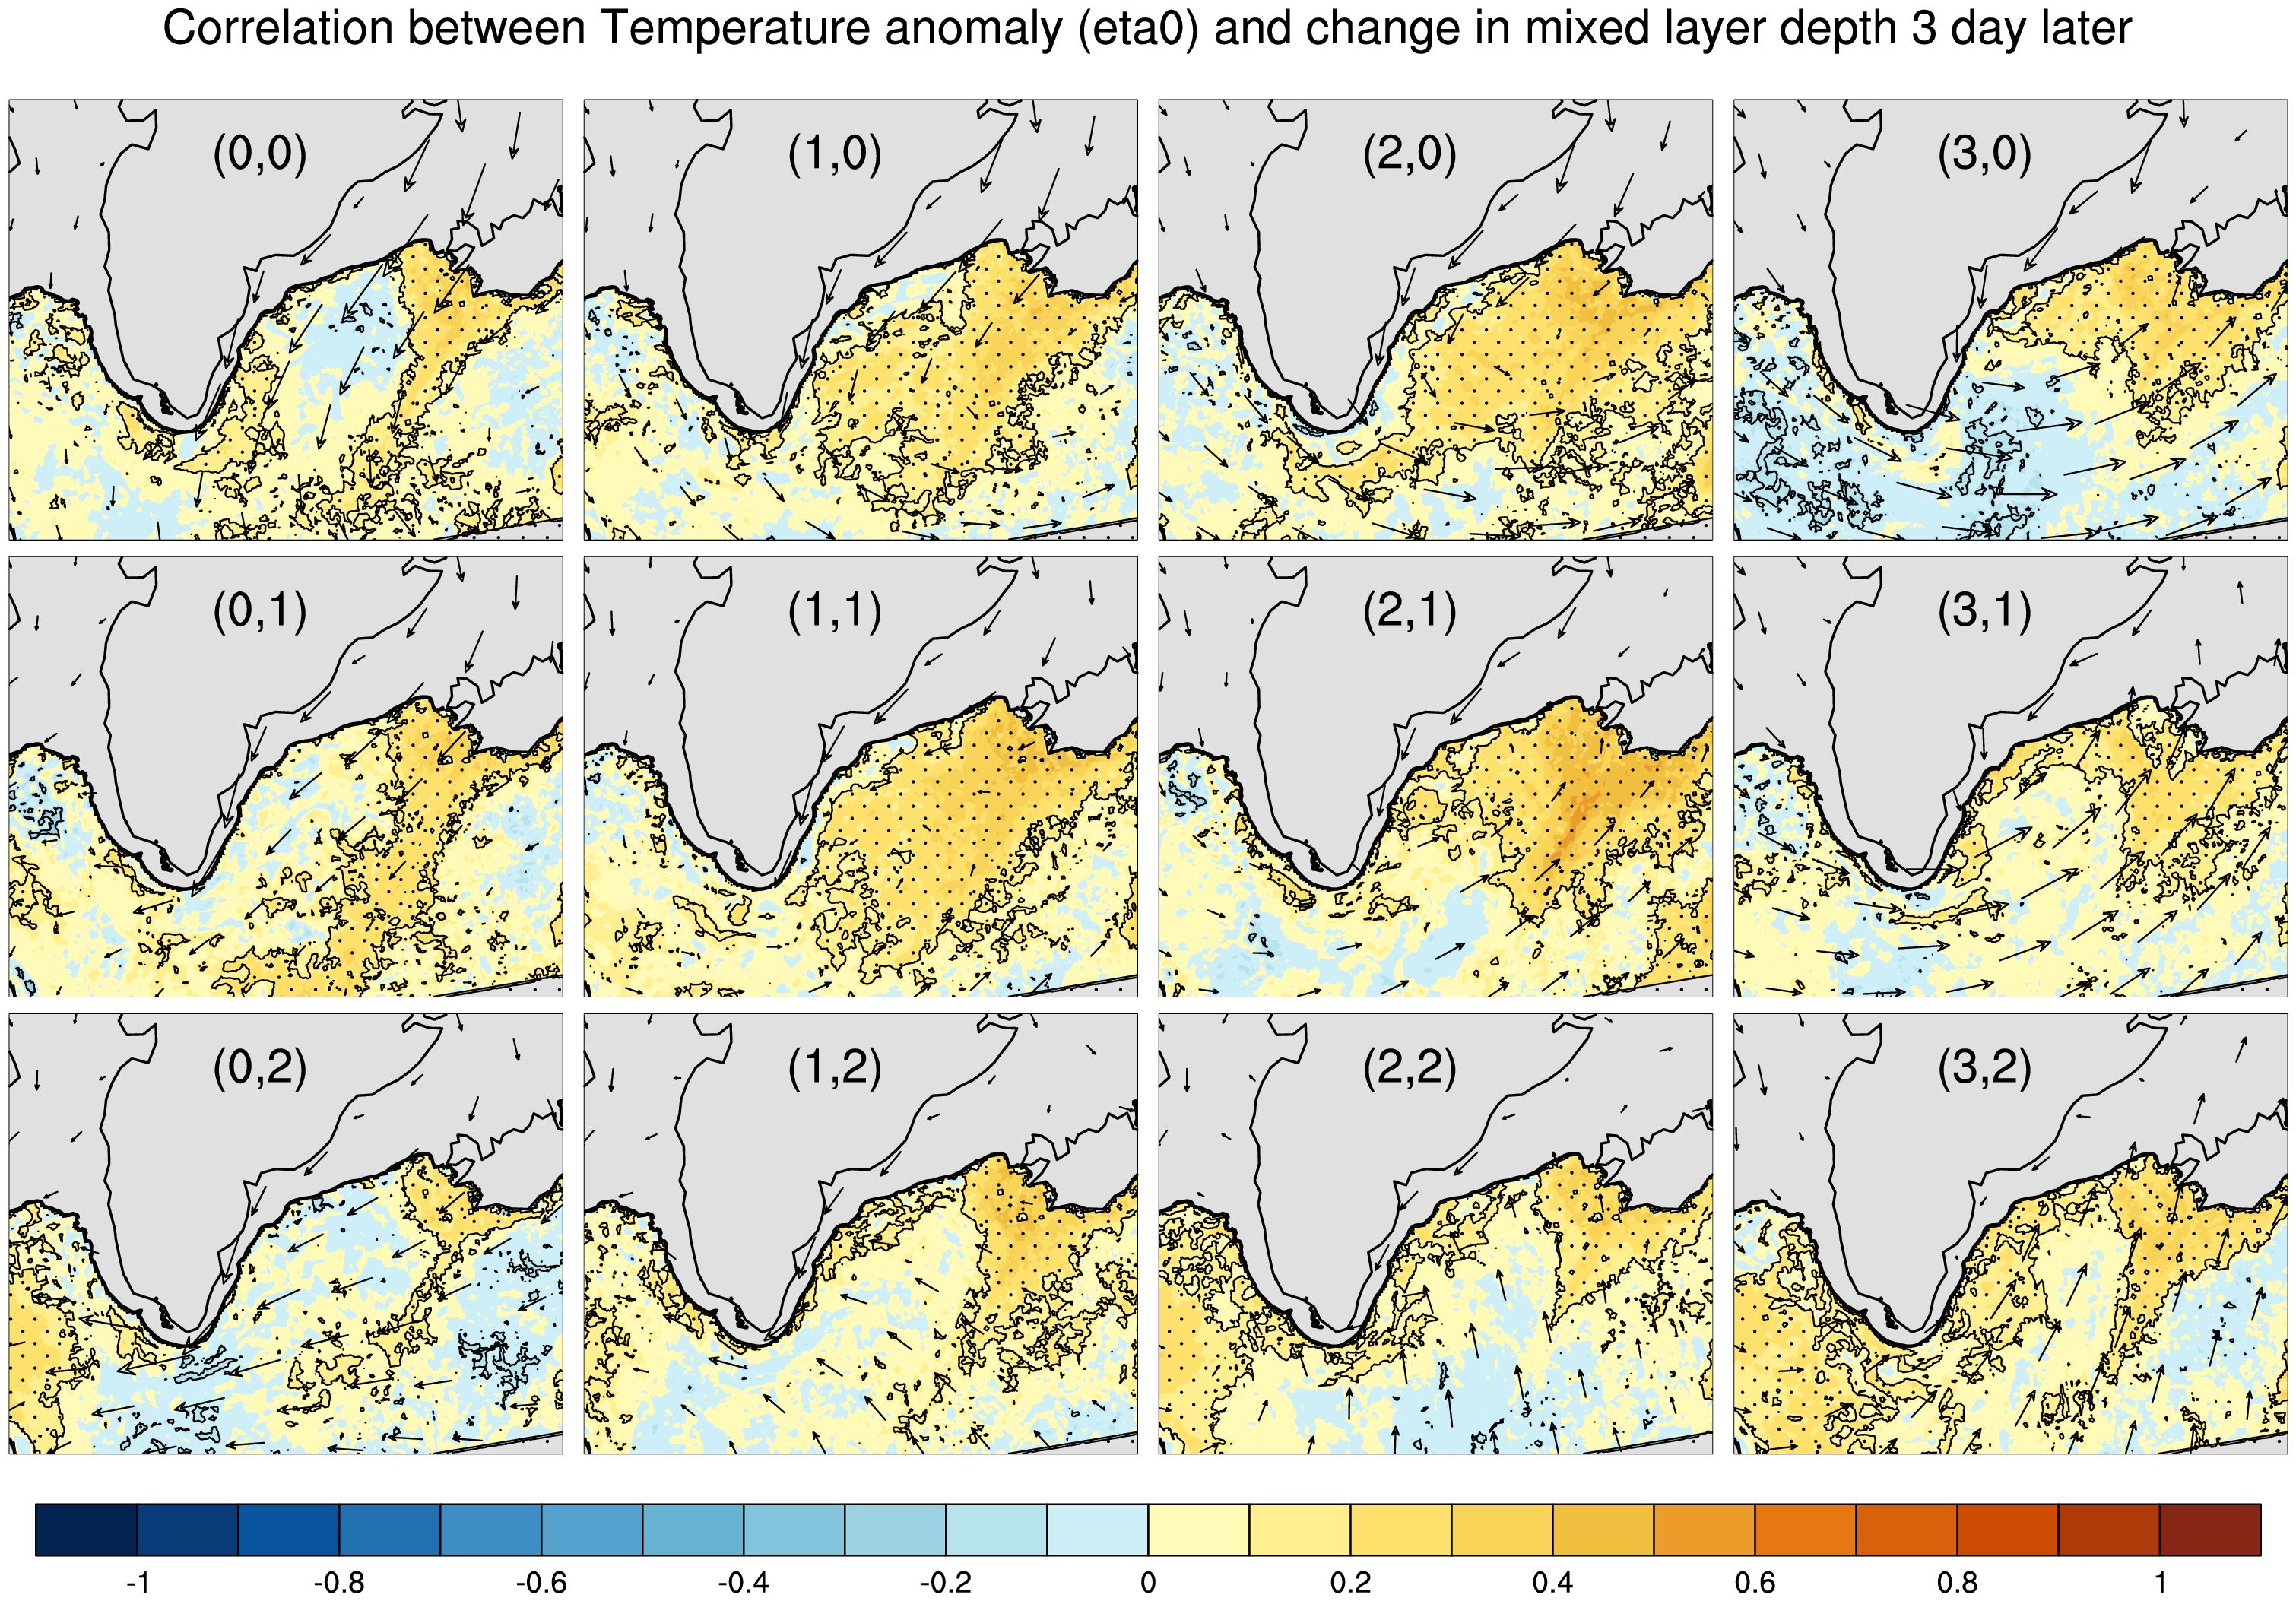 Correlation between Temperature anomaly (eta0) and change in mixed layer depth 3 day later
(0,0) (1,0) (2,0) (3,0)
(0,1) (1,1) (2,1) (3,1)
(0,2) (1,2) (2,2) (3,2)
-1 -0.8 -0.6 -0.4 -0.2 0 0.2 0.4 0.6 0.8 1